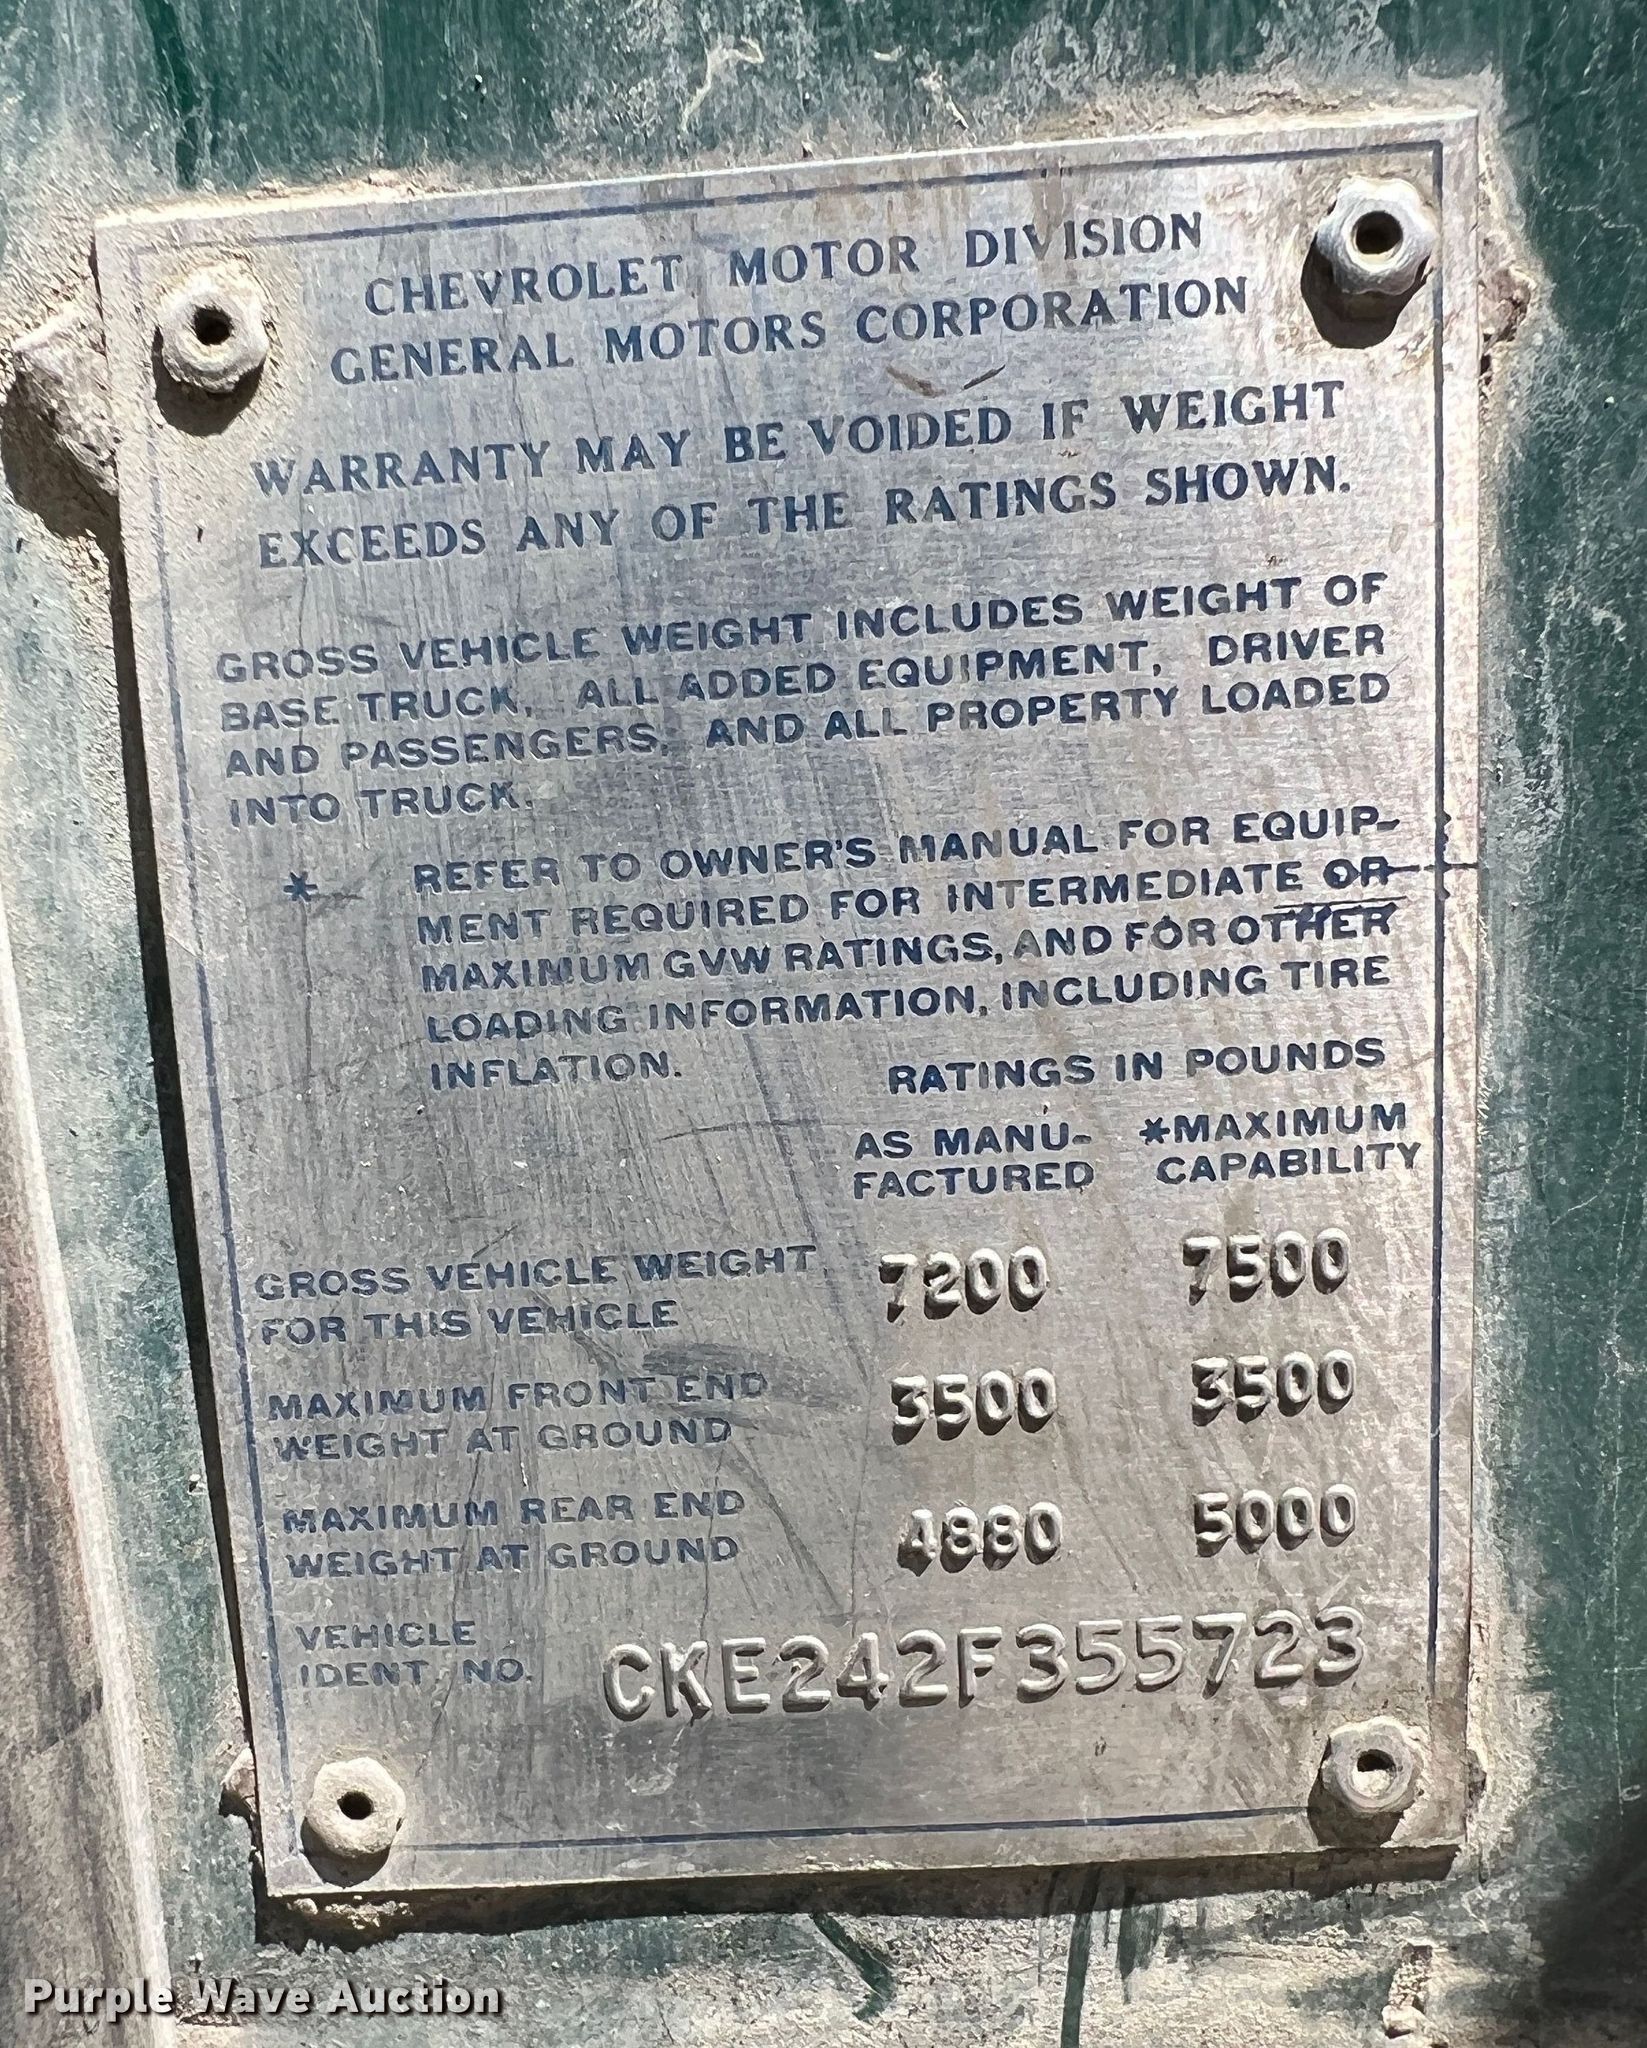 CHEVROLET MOTOR DIVISION
GENERAL MOTORS CORPORATION
WARRANTY MAY BE VOIDED IF WEIGHT
EXCEEDS ANY OF THE RATINGS SHOWN.
GROSS VEHICLE WEIGHT INCLUDES WEIGHT OF
BASE TRUCK, ALL ADDED EQUIPMENT, DRIVER
AND PASSENGERS, AND ALL PROPERTY LOADED
INTO TRUCK.
* REFER TO OWNER'S MANUAL FOR EQUIP-
MENT REQUIRED FOR INTERMEDIATE OR
MAXIMUM GVW RATINGS, AND FOR OTHER
LOADING INFORMATION, INCLUDING TIRE
INFLATION.
RATINGS IN POUNDS
AS MANU- *MAXIMUM
FACTURED CAPABILITY
GROSS VEHICLE WEIGHT 7200 7500
FOR THIS VEHICLE
MAXIMUM FRONT END 3500 3500
WEIGHT AT GROUND
MAXIMUM REAR END 4880 5000
WEIGHT AT GROUND
VEHICLE
IDENT. NO. CKE242F355723
Purple Wave Auction